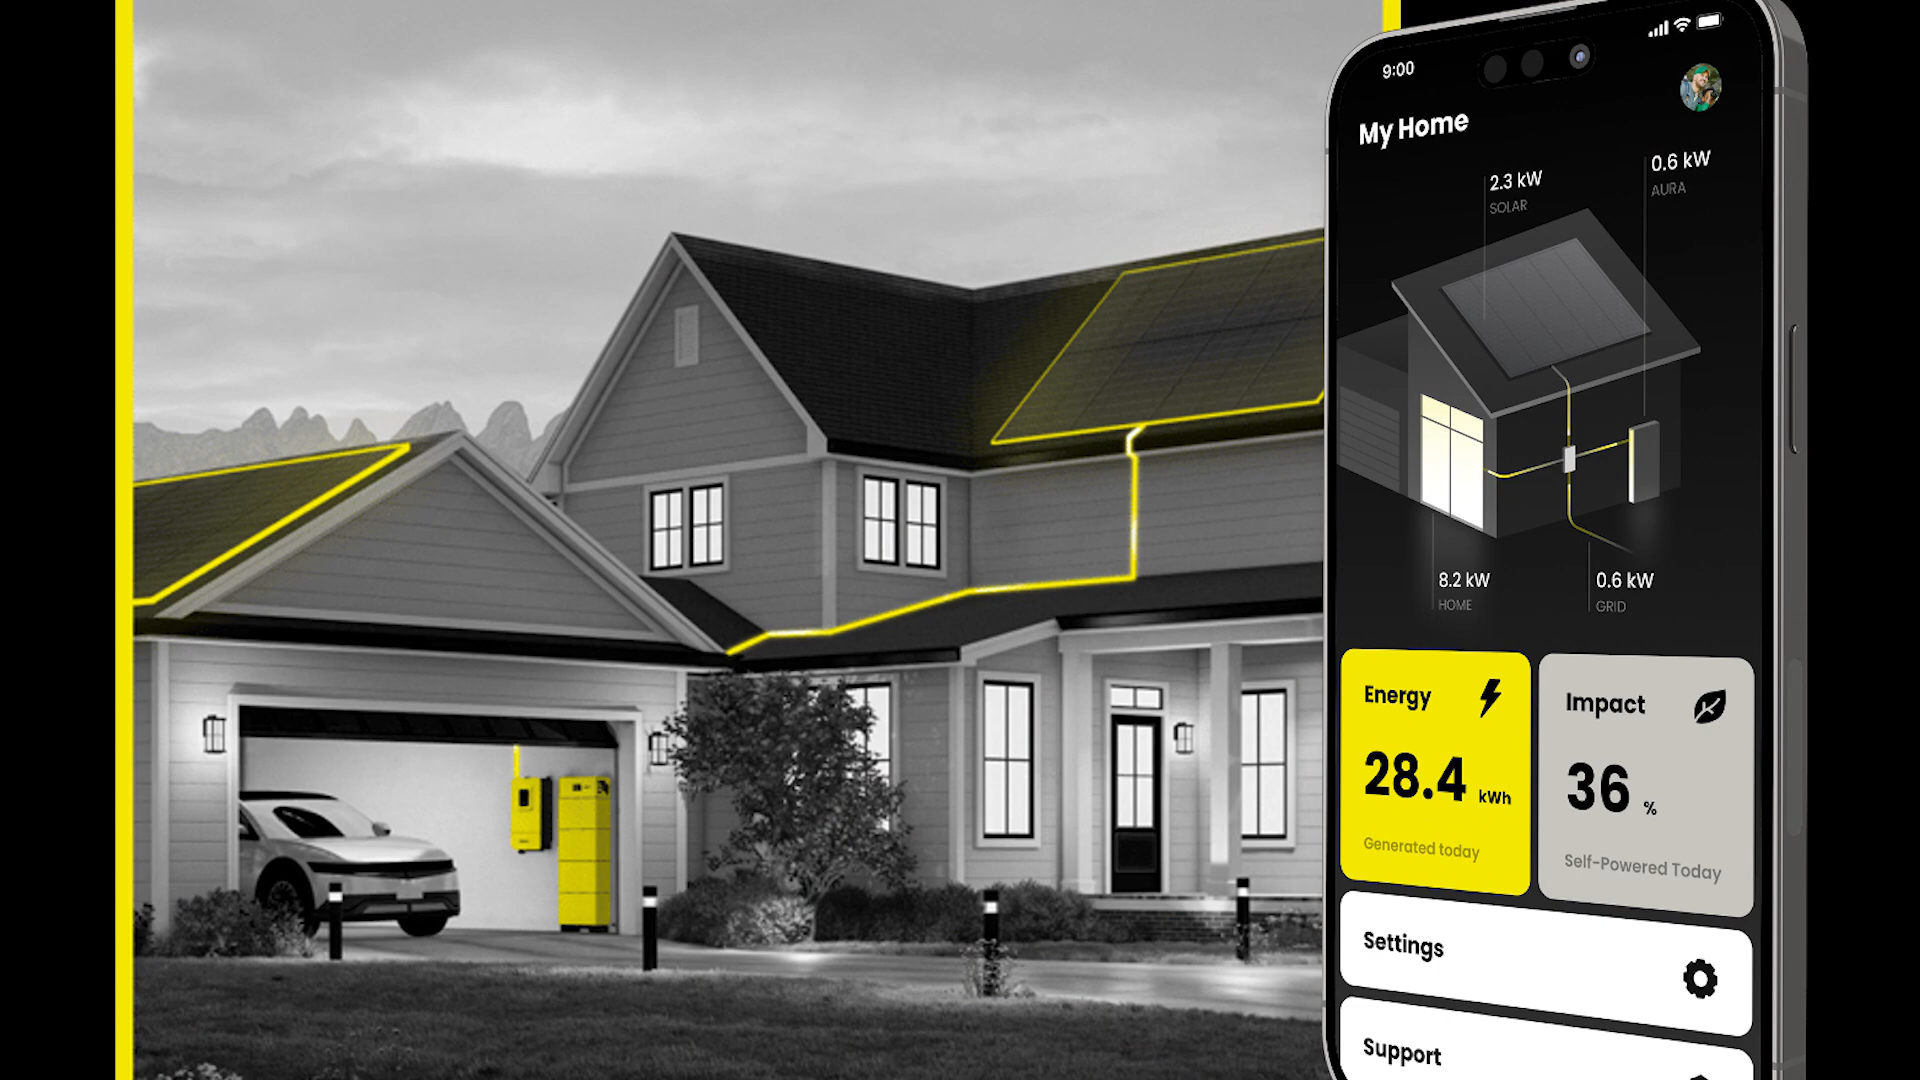 9:00
My Home
2.3 kW
SOLAR
0.6 kW
AURA
8.2 kW
HOME
0.6 kW
GRID
Energy
28.4 kWh
Generated today
Impact
36 %
Self-Powered Today
Settings
Support